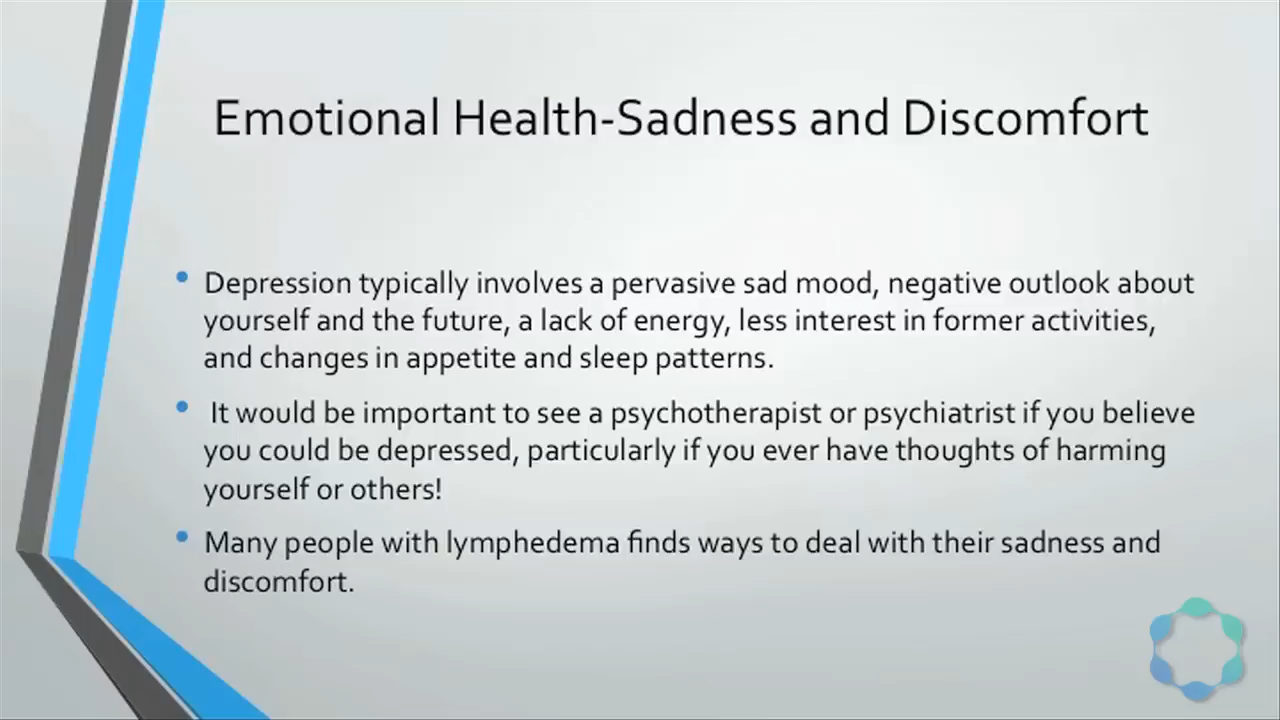 Emotional Health-Sadness and Discomfort
• Depression typically involves a pervasive sad mood, negative outlook about
yourself and the future, a lack of energy, less interest in former activities,
and changes in appetite and sleep patterns.
• It would be important to see a psychotherapist or psychiatrist if you believe
you could be depressed, particularly if you ever have thoughts of harming
yourself or others!
• Many people with lymphedema finds ways to deal with their sadness and
discomfort.